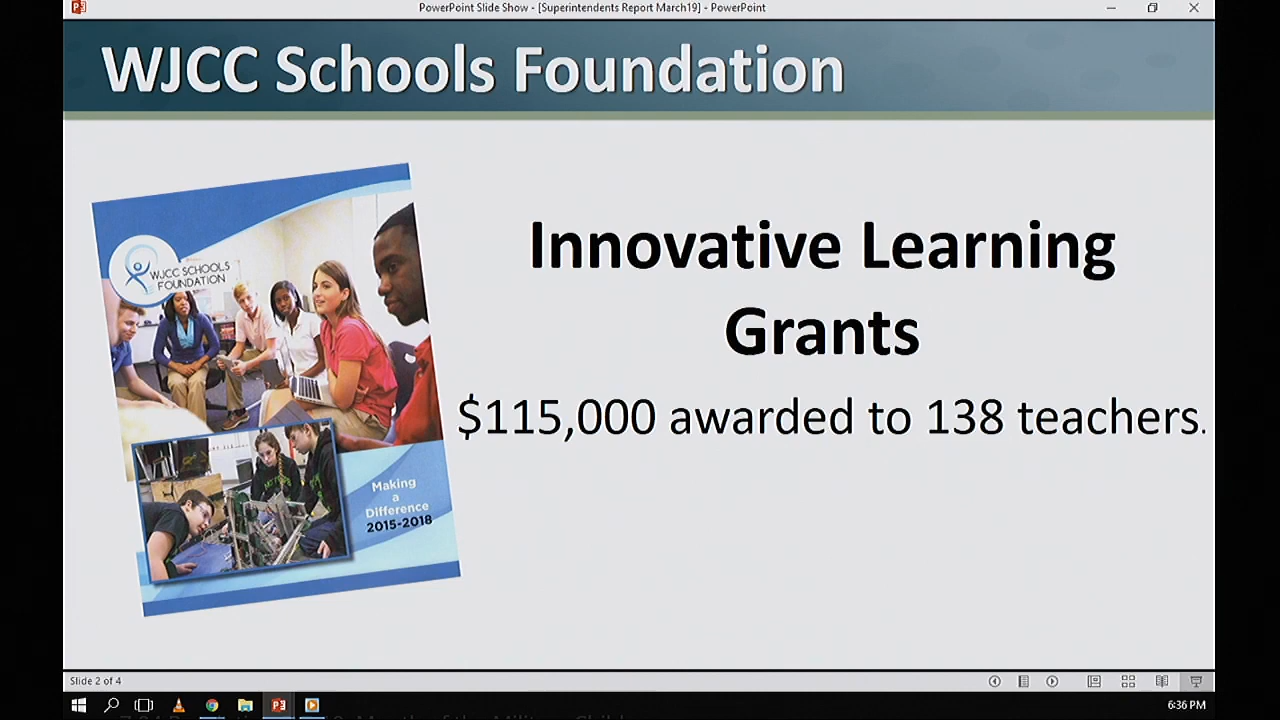 PowerPoint Slide Show - [Superintendents Report March19] - PowerPoint
WJCC Schools Foundation
WJCC SCHOOLS
FOUNDATION
Innovative Learning
Grants
$115,000 awarded to 138 teachers.
Making
a
Difference
2015-2018
Slide 2 of 4
6:36 PM